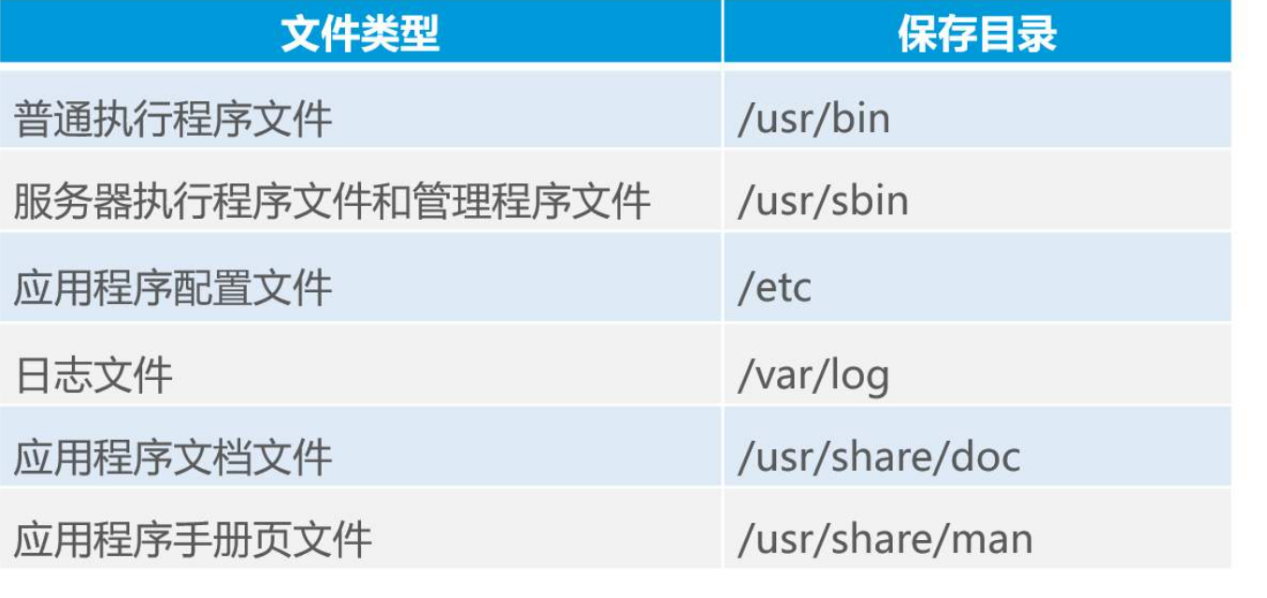 文件类型 保存目录
普通执行程序文件 /usr/bin
服务器执行程序文件和管理程序文件 /usr/sbin
应用程序配置文件 /etc
日志文件 /var/log
应用程序文档文件 /usr/share/doc
应用程序手册页文件 /usr/share/man